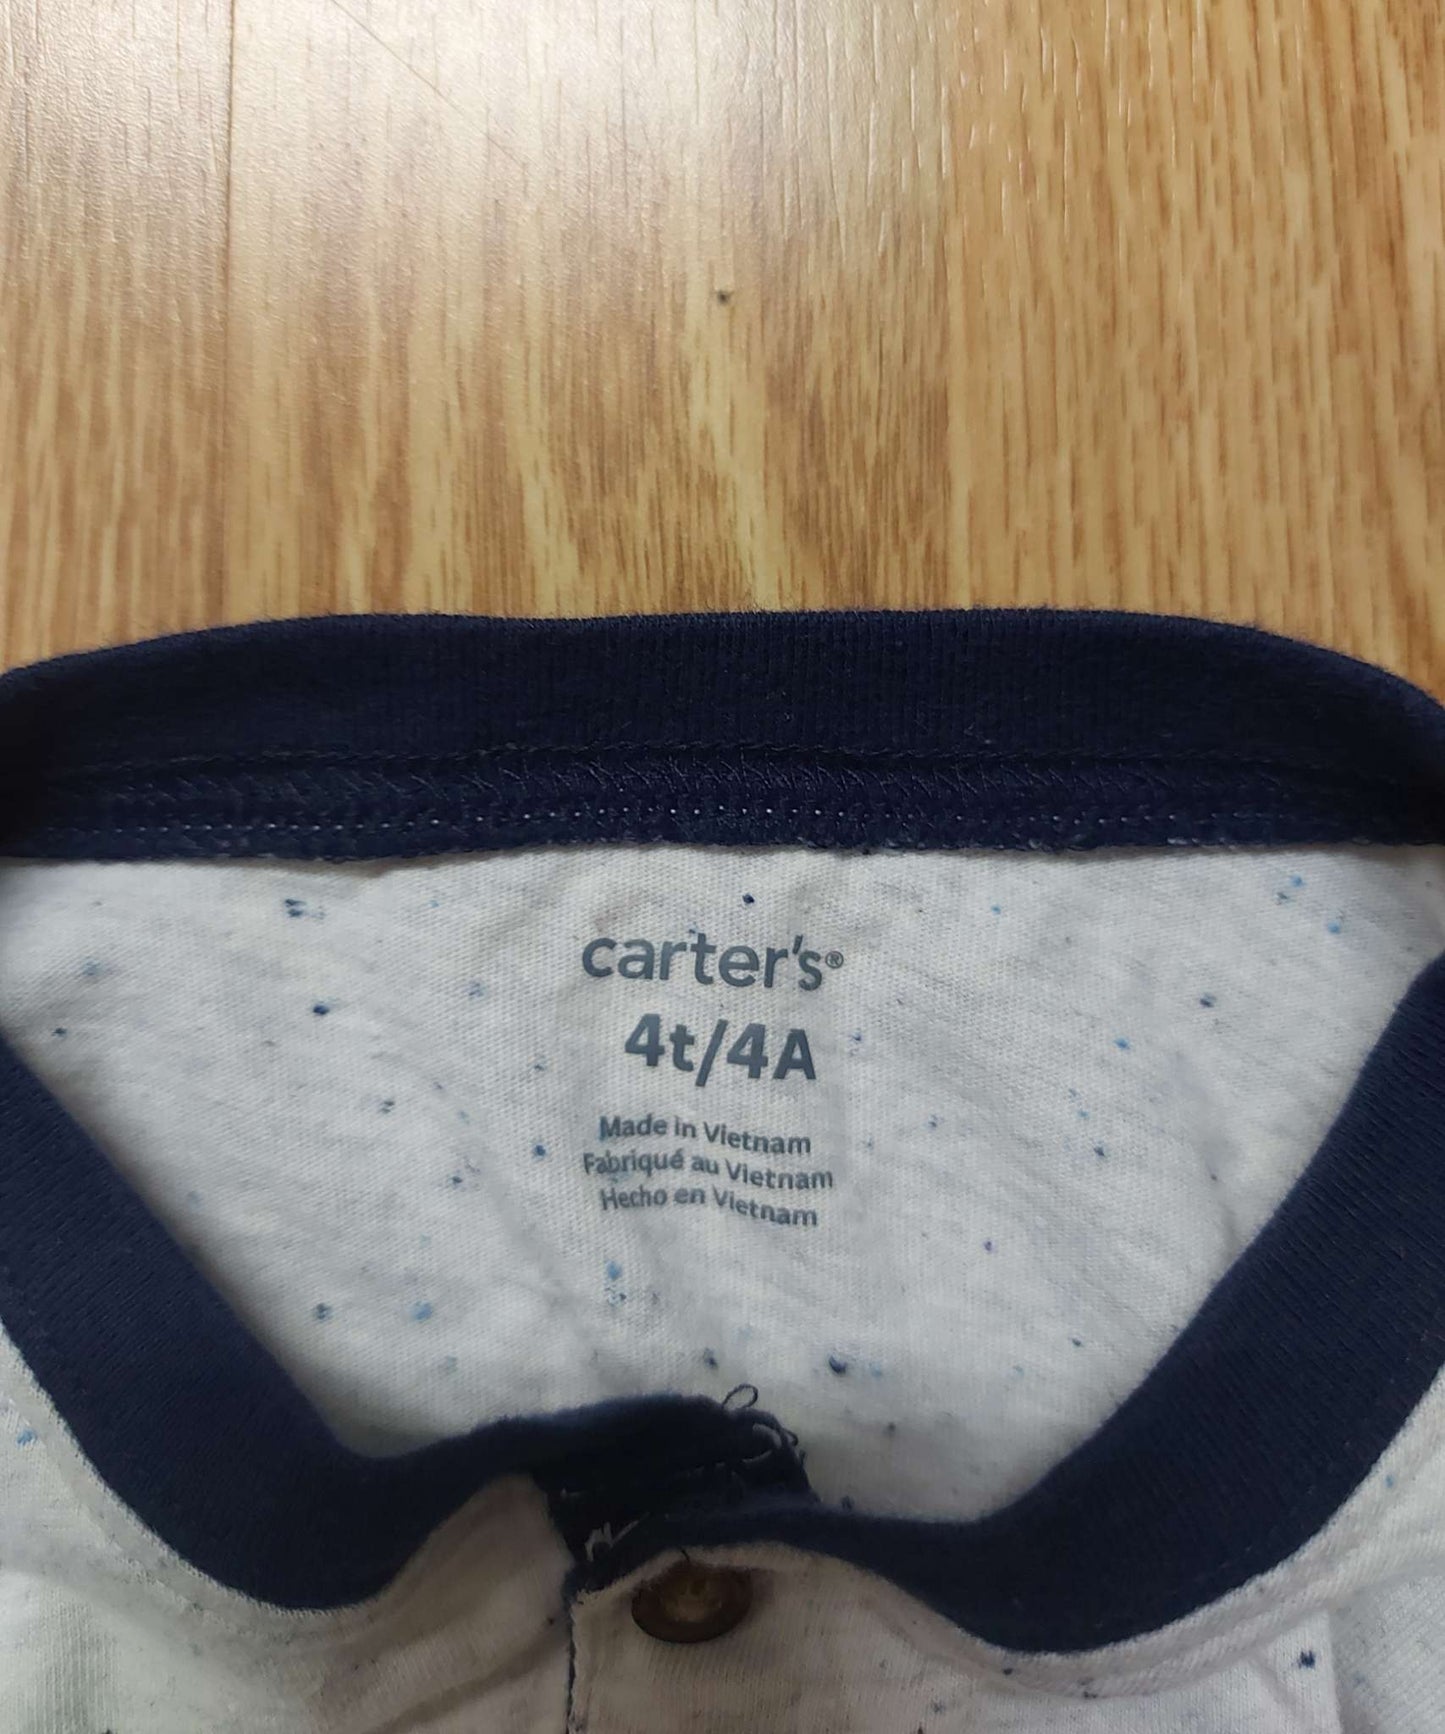 carter's®
4t/4A
Made in Vietnam
Fabriqué au Vietnam
Hecho en Vietnam